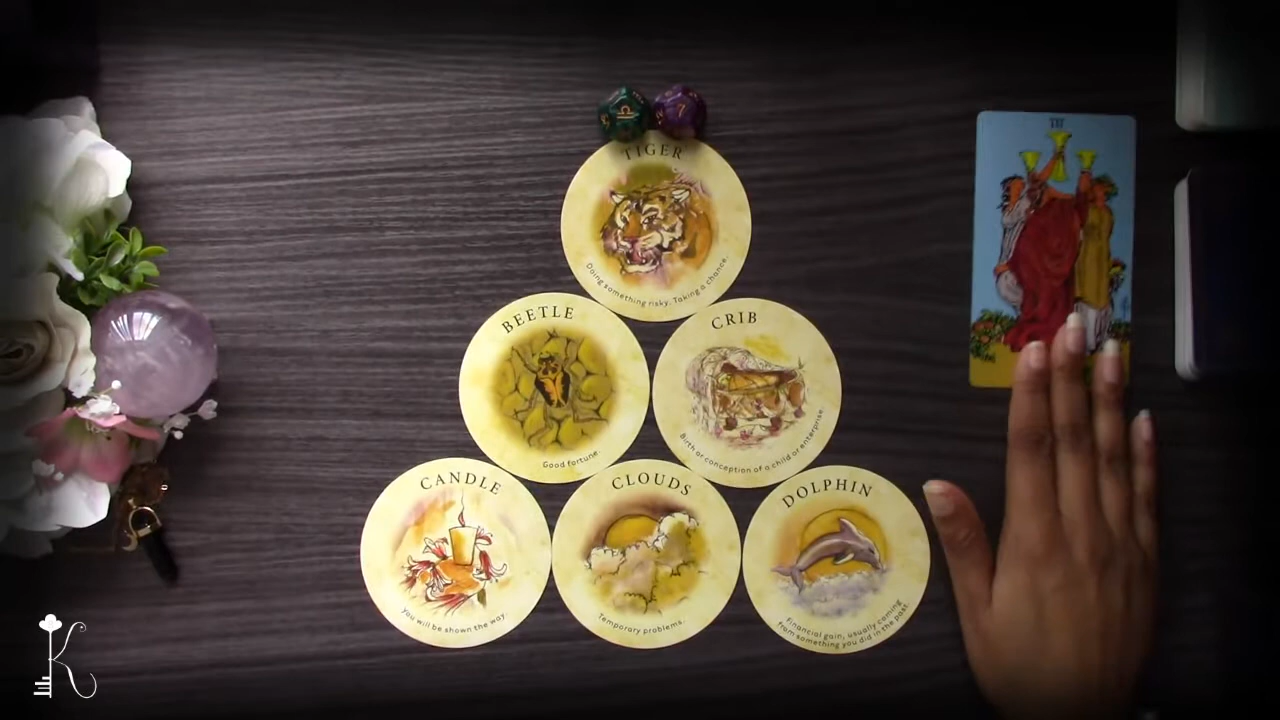 7
TIGER
III
Doing something risky. Taking a chance.
BEETLE
CRIB
Good fortune.
Birth or conception of a child or enterprise.
CANDLE
CLOUDS
DOLPHIN
you will be shown the way.
Temporary problems.
Financial gain, usually coming
from something you did in the past.
K